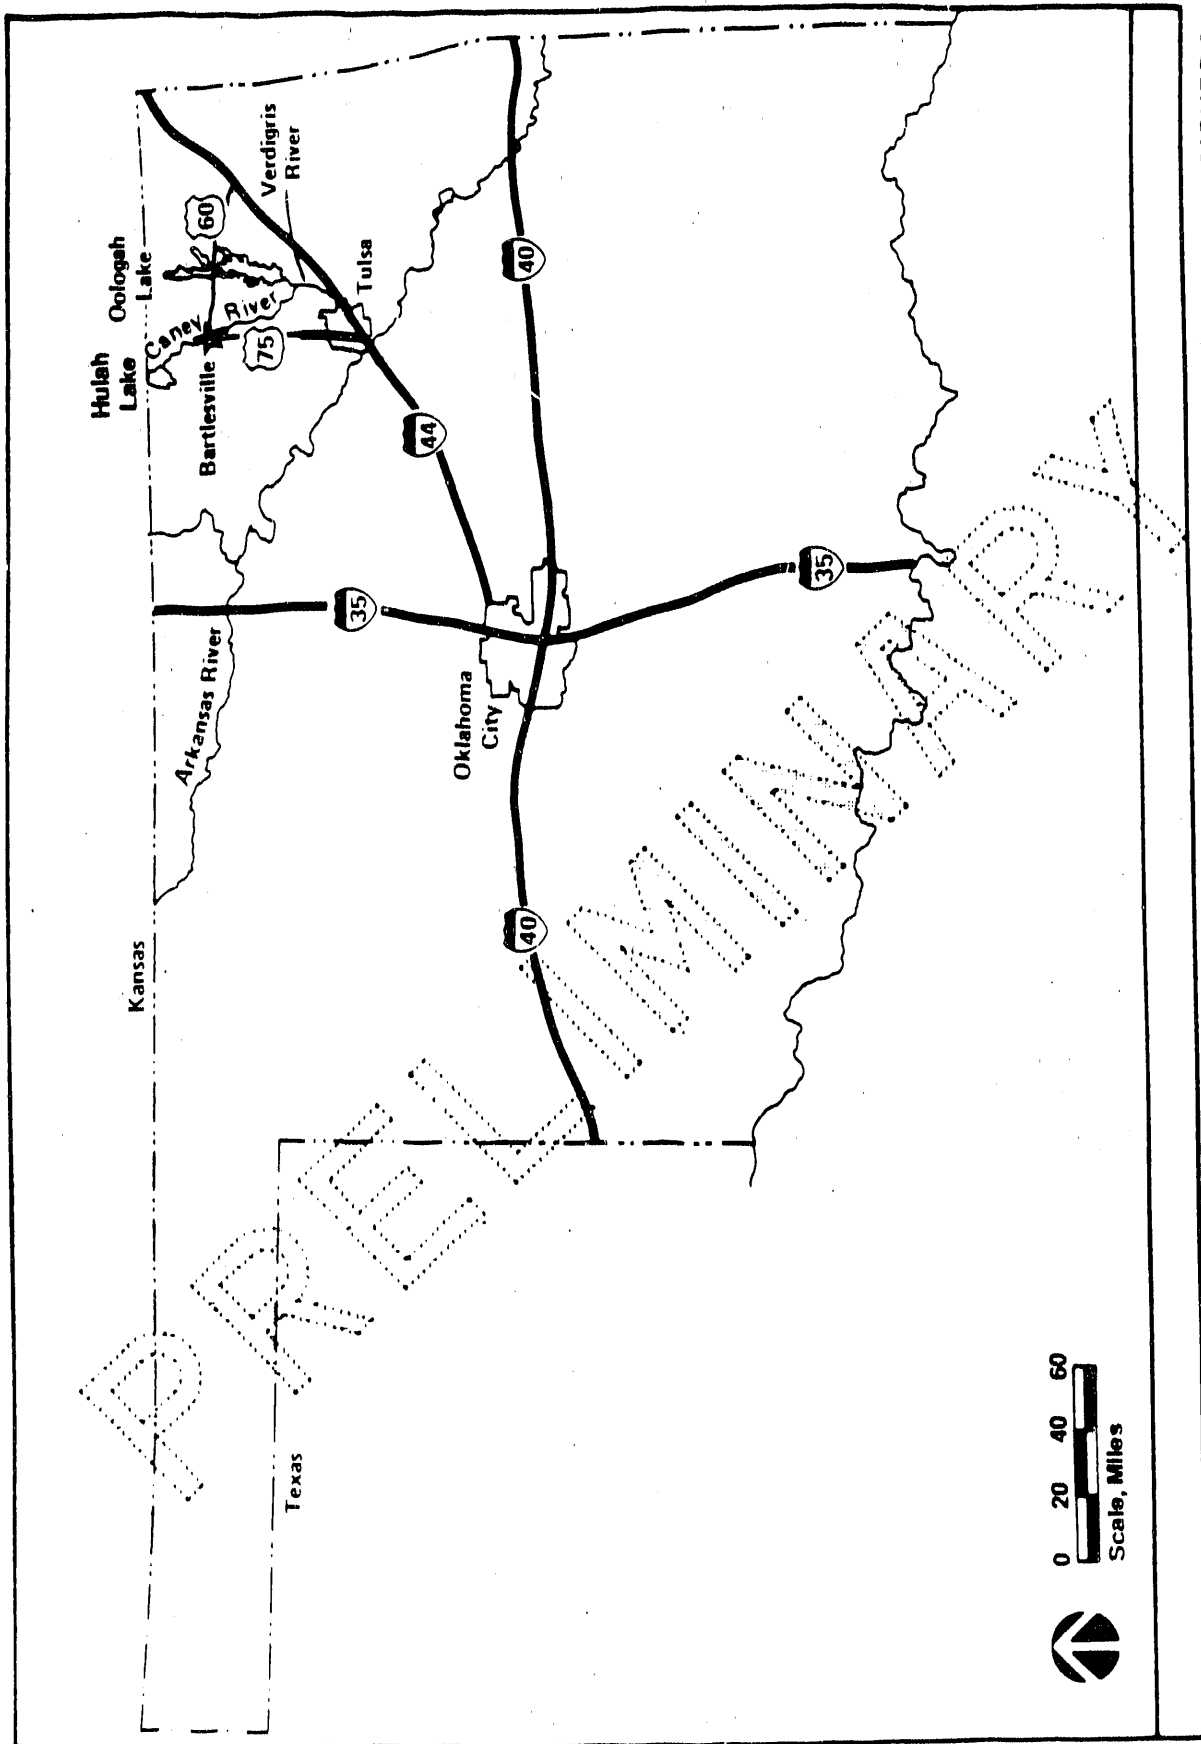 Kansas
Texas
Hulah
Lake
Oologah
Lake
Caney River
Bartlesville
60
75
Verdigris
River
Tulsa
Arkansas River
44
35
40
Oklahoma
City
40
35
PRELIMINARY
0 20 40 60
Scale, Miles